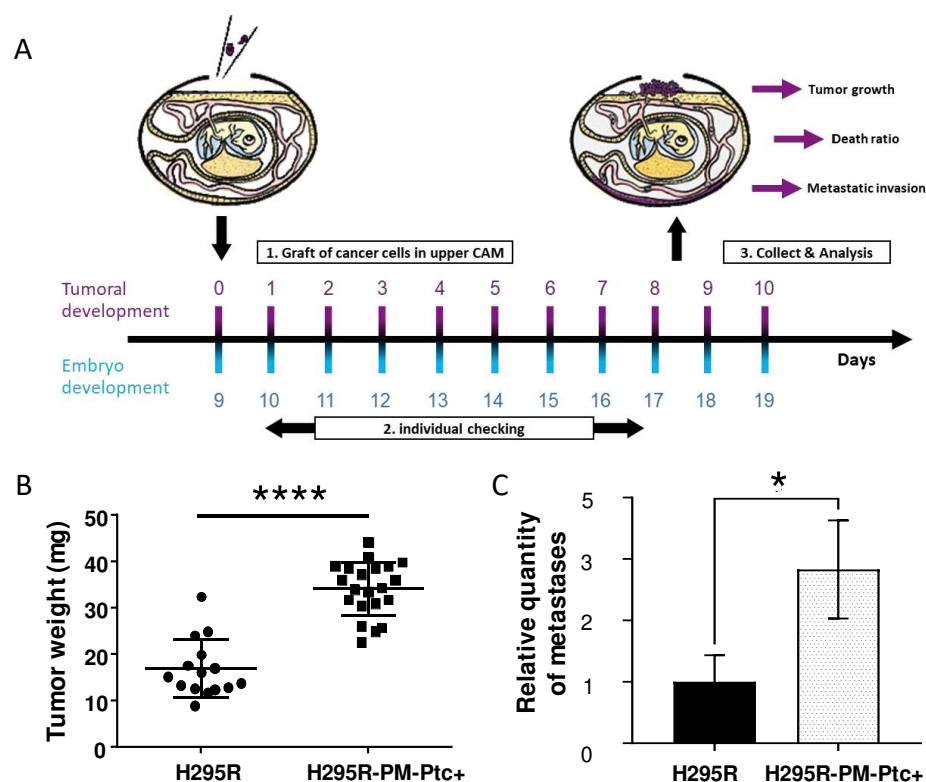 A
Tumor growth
Death ratio
Metastatic invasion
1. Graft of cancer cells in upper CAM
3. Collect & Analysis
Tumoral
development
0 1 2 3 4 5 6 7 8 9 10
Days
Embryo
development
9 10 11 12 13 14 15 16 17 18 19
2. individual checking
B
****
Tumor weight (mg)
50
40
30
20
10
0
H295R H295R-PM-Ptc+
C
*
Relative quantity
of metastases
5
3
2
1
0
H295R H295R-PM-Ptc+